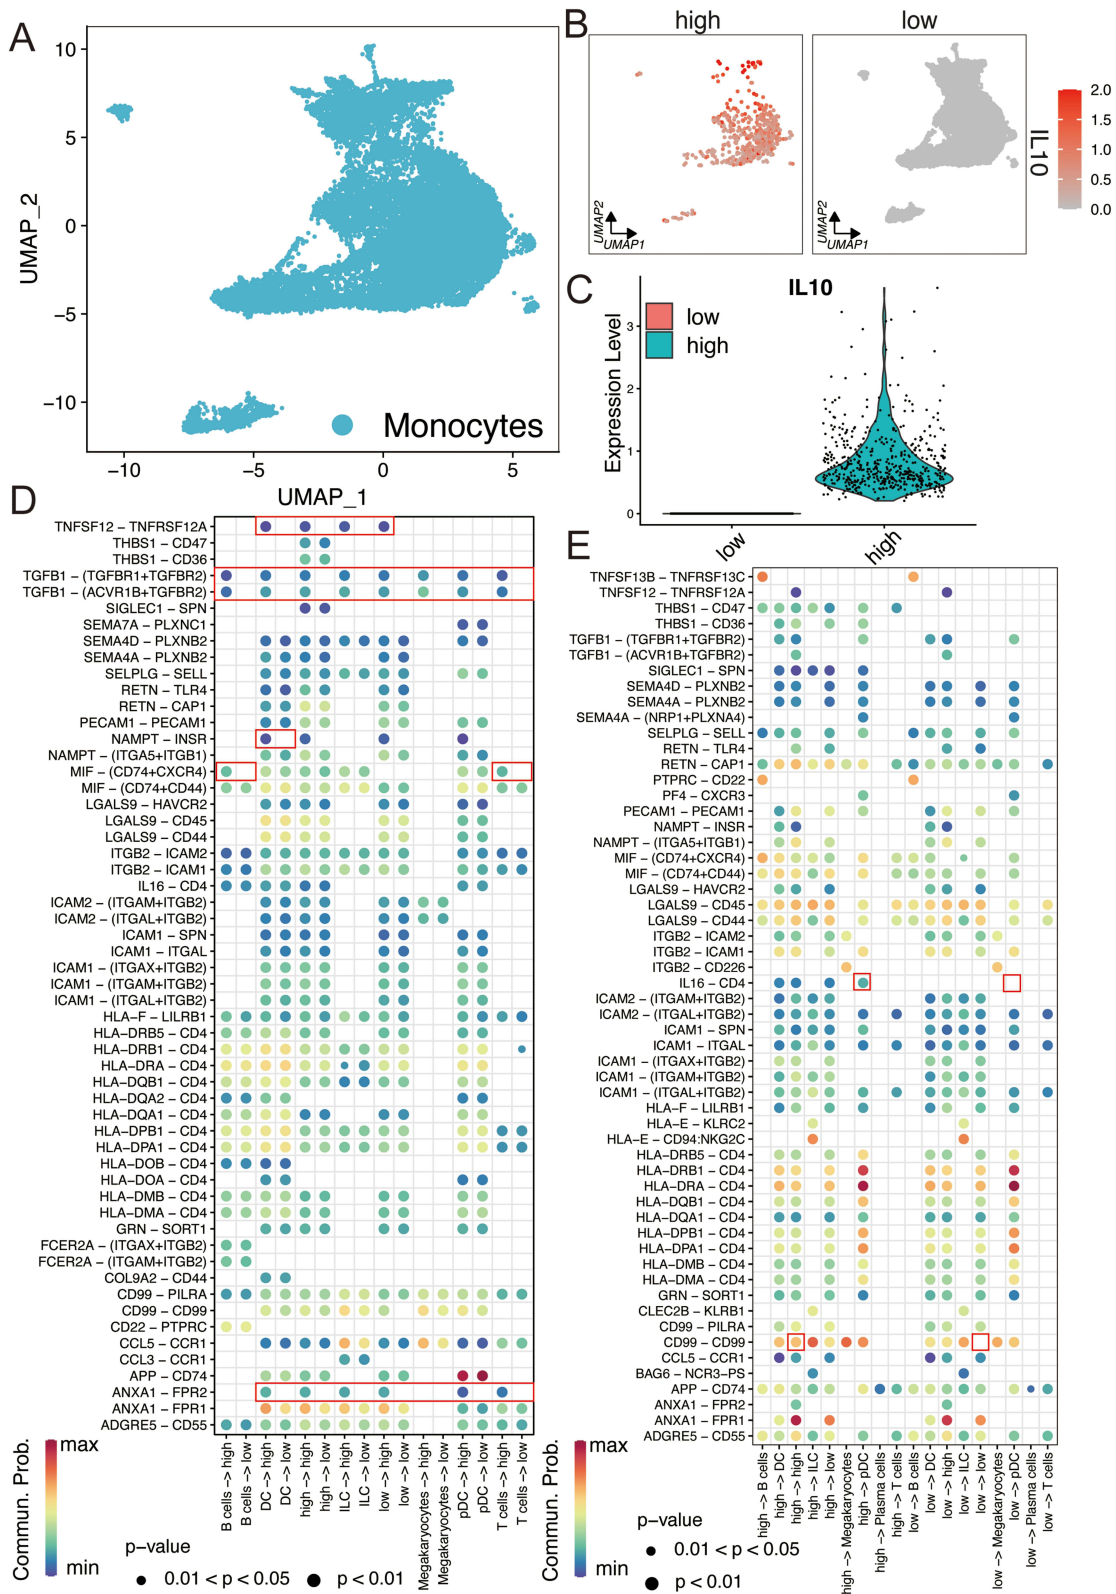 A
10
5
0
−5
−10
UMAP_2
−10
−5
0
5
UMAP_1
Monocytes
B
high
low
UMAP2
UMAP1
UMAP2
UMAP1
2.0
1.5
1.0
0.5
0.0
IL10
C
IL10
Expression Level
3
2
1
0
low
high
low
high
D
TNFSF12 − TNFRSF12A
THBS1 − CD47
THBS1 − CD36
TGFB1 − (TGFBR1+TGFBR2)
TGFB1 − (ACVR1B+TGFBR2)
SIGLEC1 − SPN
SEMA7A − PLXNC1
SEMA4D − PLXNB2
SEMA4A − PLXNB2
SELPLG − SELL
RETN − TLR4
RETN − CAP1
PECAM1 − PECAM1
NAMPT − INSR
NAMPT − (ITGA5+ITGB1)
MIF − (CD74+CXCR4)
MIF − (CD74+CD44)
LGALS9 − HAVCR2
LGALS9 − CD45
LGALS9 − CD44
ITGB2 − ICAM2
ITGB2 − ICAM1
IL16 − CD4
ICAM2 − (ITGAM+ITGB2)
ICAM2 − (ITGAL+ITGB2)
ICAM1 − SPN
ICAM1 − ITGAL
ICAM1 − (ITGAX+ITGB2)
ICAM1 − (ITGAM+ITGB2)
ICAM1 − (ITGAL+ITGB2)
HLA−F − LILRB1
HLA−DRB5 − CD4
HLA−DRB1 − CD4
HLA−DRA − CD4
HLA−DQB1 − CD4
HLA−DQA2 − CD4
HLA−DQA1 − CD4
HLA−DPB1 − CD4
HLA−DPA1 − CD4
HLA−DOB − CD4
HLA−DOA − CD4
HLA−DMB − CD4
HLA−DMA − CD4
GRN − SORT1
FCER2A − (ITGAX+ITGB2)
FCER2A − (ITGAM+ITGB2)
COL9A2 − CD44
CD99 − PILRA
CD99 − CD99
CD22 − PTPRC
CCL5 − CCR1
CCL3 − CCR1
APP − CD74
ANXA1 − FPR2
ANXA1 − FPR1
ADGRE5 − CD55
B cells −> high
B cells −> low
DC −> high
DC −> low
high −> high
high −> low
ILC −> high
ILC −> low
low −> high
low −> low
Megakaryocytes −> high
Megakaryocytes −> low
pDC −> high
pDC −> low
T cells −> high
T cells −> low
Commun. Prob.
max
min
p−value
0.01 < p < 0.05
p < 0.01
E
TNFSF13B − TNFRSF13C
TNFSF12 − TNFRSF12A
THBS1 − CD47
THBS1 − CD36
TGFB1 − (TGFBR1+TGFBR2)
TGFB1 − (ACVR1B+TGFBR2)
SIGLEC1 − SPN
SEMA4D − PLXNB2
SEMA4A − PLXNB2
SEMA4A − (NRP1+PLXNA4)
SELPLG − SELL
RETN − TLR4
RETN − CAP1
PTPRC − CD22
PF4 − CXCR3
PECAM1 − PECAM1
NAMPT − INSR
NAMPT − (ITGA5+ITGB1)
MIF − (CD74+CXCR4)
MIF − (CD74+CD44)
LGALS9 − HAVCR2
LGALS9 − CD45
LGALS9 − CD44
ITGB2 − ICAM2
ITGB2 − ICAM1
ITGB2 − CD226
IL16 − CD4
ICAM2 − (ITGAM+ITGB2)
ICAM2 − (ITGAL+ITGB2)
ICAM1 − SPN
ICAM1 − ITGAL
ICAM1 − (ITGAX+ITGB2)
ICAM1 − (ITGAM+ITGB2)
ICAM1 − (ITGAL+ITGB2)
HLA−F − LILRB1
HLA−E − KLRC2
HLA−E − CD94:NKG2C
HLA−DRB5 − CD4
HLA−DRB1 − CD4
HLA−DRA − CD4
HLA−DQB1 − CD4
HLA−DQA1 − CD4
HLA−DPB1 − CD4
HLA−DPA1 − CD4
HLA−DMB − CD4
HLA−DMA − CD4
GRN − SORT1
CLEC2B − KLRB1
CD99 − PILRA
CD99 − CD99
CCL5 − CCR1
BAG6 − NCR3−PS
APP − CD74
ANXA1 − FPR2
ANXA1 − FPR1
ADGRE5 − CD55
high −> B cells
high −> DC
high −> high
high −> ILC
high −> low
high −> Megakaryocytes
high −> pDC
high −> Plasma cells
high −> T cells
low −> B cells
low −> DC
low −> high
low −> ILC
low −> low
low −> Megakaryocytes
low −> pDC
low −> Plasma cells
low −> T cells
Commun. Prob.
max
min
p−value
0.01 < p < 0.05
p < 0.01